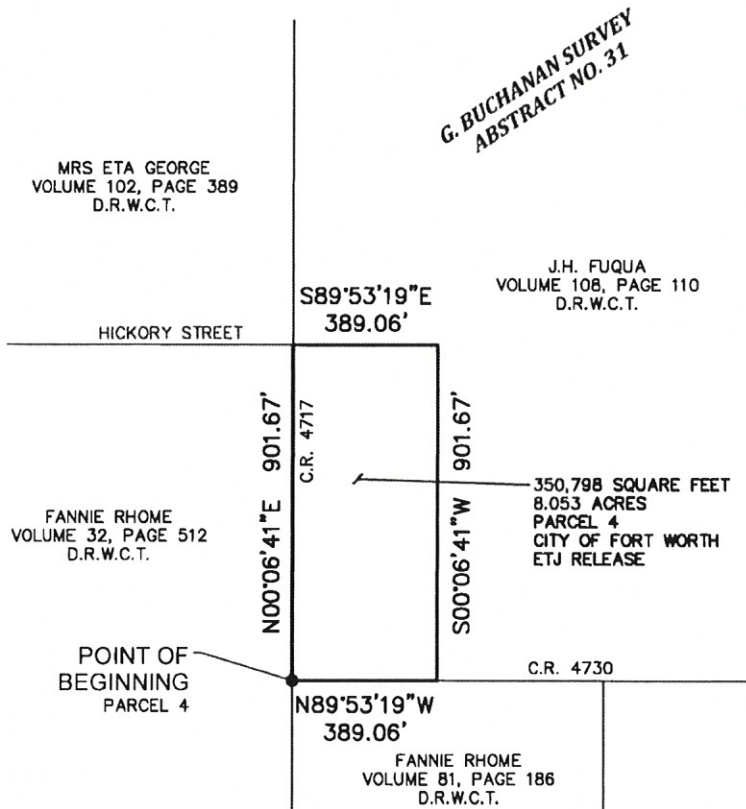 G. BUCHANAN SURVEY
ABSTRACT NO. 31
MRS ETA GEORGE
VOLUME 102, PAGE 389
D.R.W.C.T.
J.H. FUQUA
VOLUME 108, PAGE 110
D.R.W.C.T.
S89°53'19"E
389.06'
HICKORY STREET
N00°06'41"E 901.67'
C.R. 4717
S00°06'41"W 901.67'
350,798 SQUARE FEET
8.053 ACRES
PARCEL 4
CITY OF FORT WORTH
ETJ RELEASE
FANNIE RHOME
VOLUME 32, PAGE 512
D.R.W.C.T.
POINT OF
BEGINNING
PARCEL 4
C.R. 4730
N89°53'19"W
389.06'
FANNIE RHOME
VOLUME 81, PAGE 186
D.R.W.C.T.